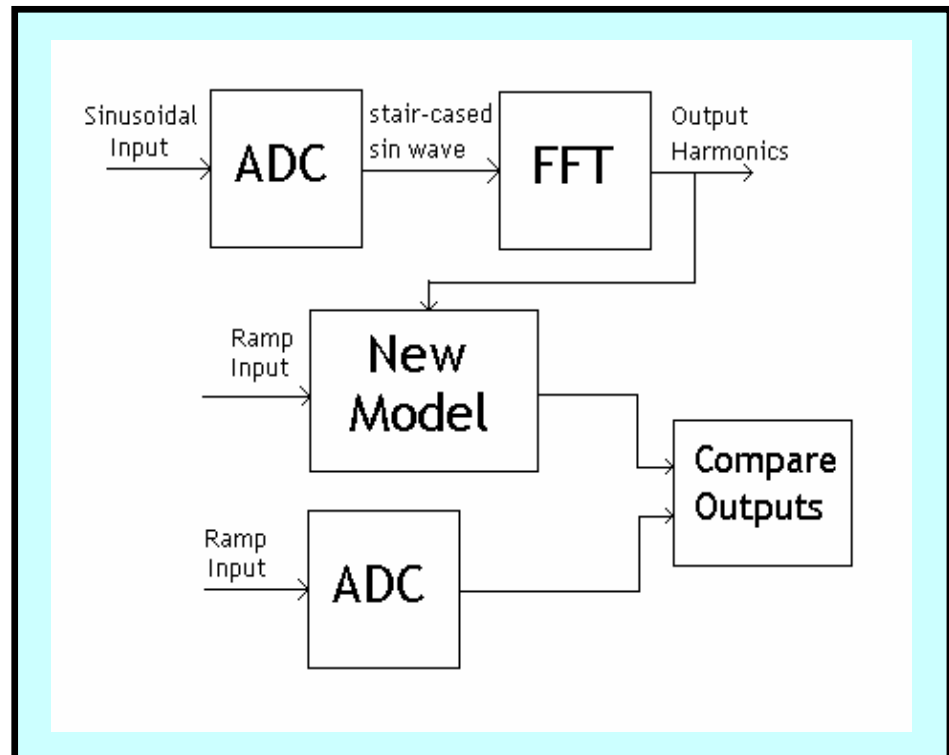 Sinusoidal
Input
ADC
stair-cased
sin wave
FFT
Output
Harmonics
Ramp
Input
New
Model
Compare
Outputs
Ramp
Input
ADC